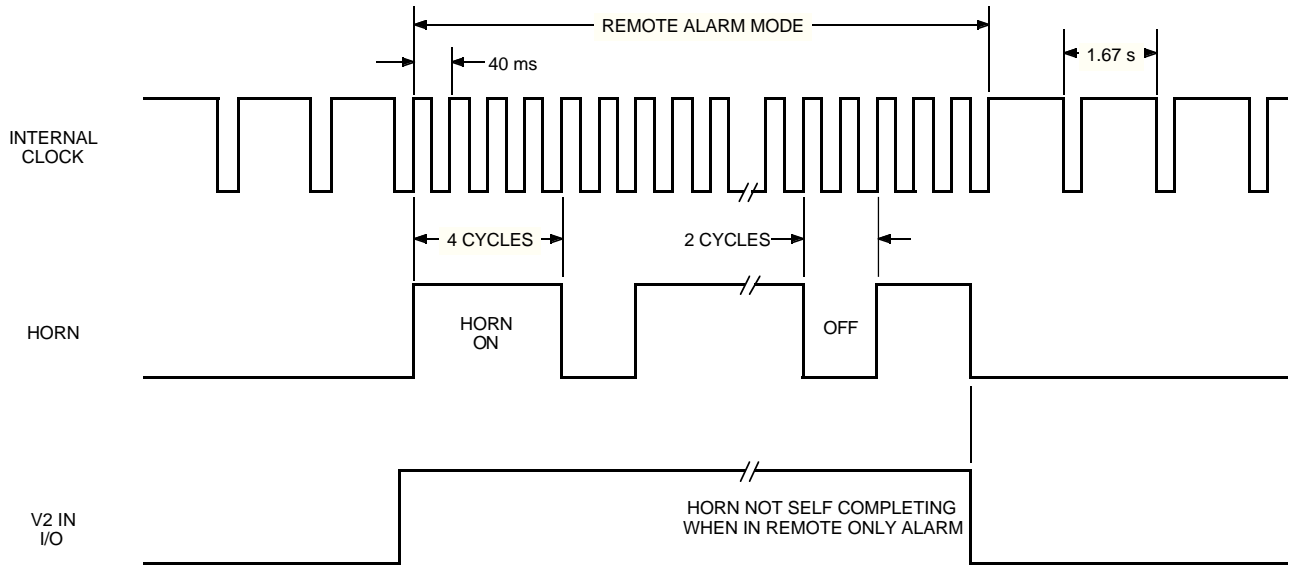 REMOTE ALARM MODE
40 ms
1.67 s
INTERNAL
CLOCK
4 CYCLES
2 CYCLES
HORN
HORN
ON
OFF
V2 IN
I/O
HORN NOT SELF COMPLETING
WHEN IN REMOTE ONLY ALARM